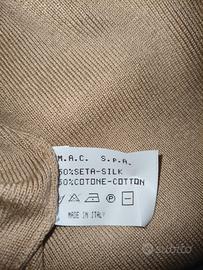 M.A.C. S.p.A.
50%SETA-SILK
50%COTONE-COTTON
A P
MADE IN ITALY
subito